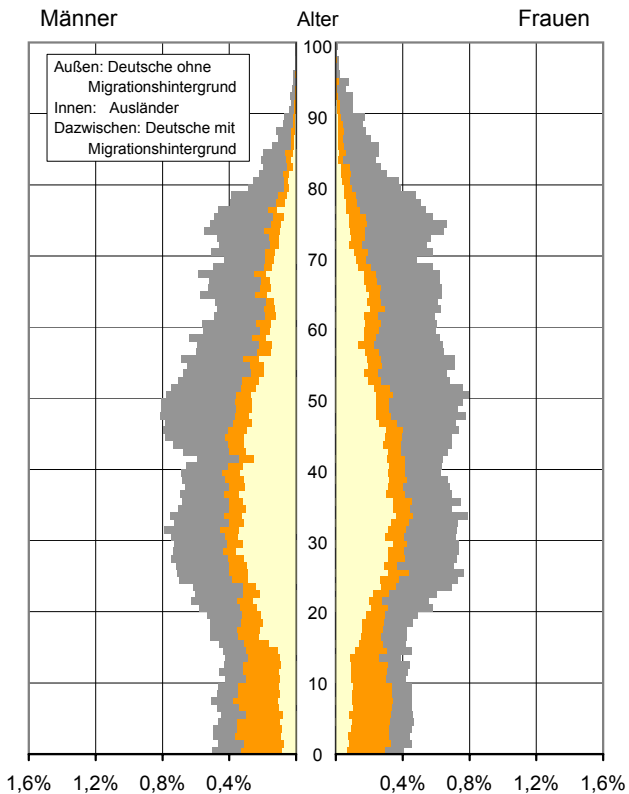 Männer Alter Frauen
Außen: Deutsche ohne
Migrationshintergrund
Innen: Ausländer
Dazwischen: Deutsche mit
Migrationshintergrund
100
90
80
70
60
50
40
30
20
10
0
1,6% 1,2% 0,8% 0,4% 0,4% 0,8% 1,2% 1,6%